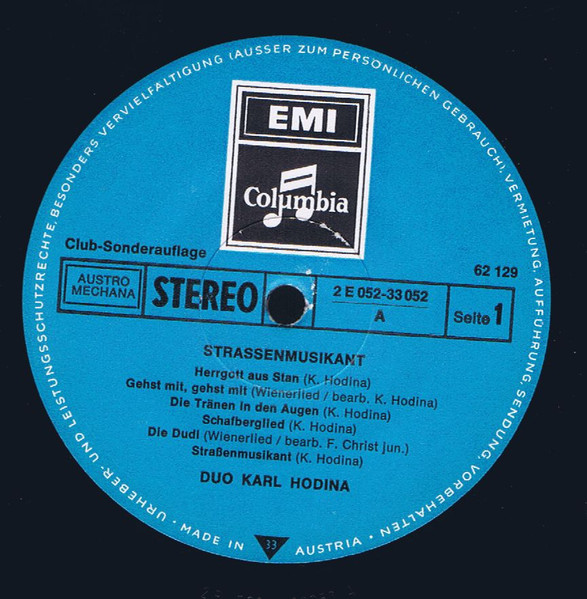 URHEBER- UND LEISTUNGSSCHUTZRECHTE, BESONDERS VERVIELFÄLTIGUNG (AUSSER ZUM PERSÖNLICHEN GEBRAUCH), VERMIETUNG, AUFFÜHRUNG, SENDUNG, VORBEHALTEN • MADE IN 33 AUSTRIA •
EMI
Columbia
Club-Sonderauflage
62 129
AUSTRO
MECHANA
STEREO
2 E 052-33 052
A
Seite 1
STRASSENMUSIKANT
Herrgott aus Stan (K. Hodina)
Gehst mit, gehst mit (Wienerlied / bearb. K. Hodina)
Die Tränen in den Augen (K. Hodina)
Schafberglied (K. Hodina)
Die Dudl (Wienerlied / bearb. F. Christ jun.)
Straßenmusikant (K. Hodina)
DUO KARL HODINA